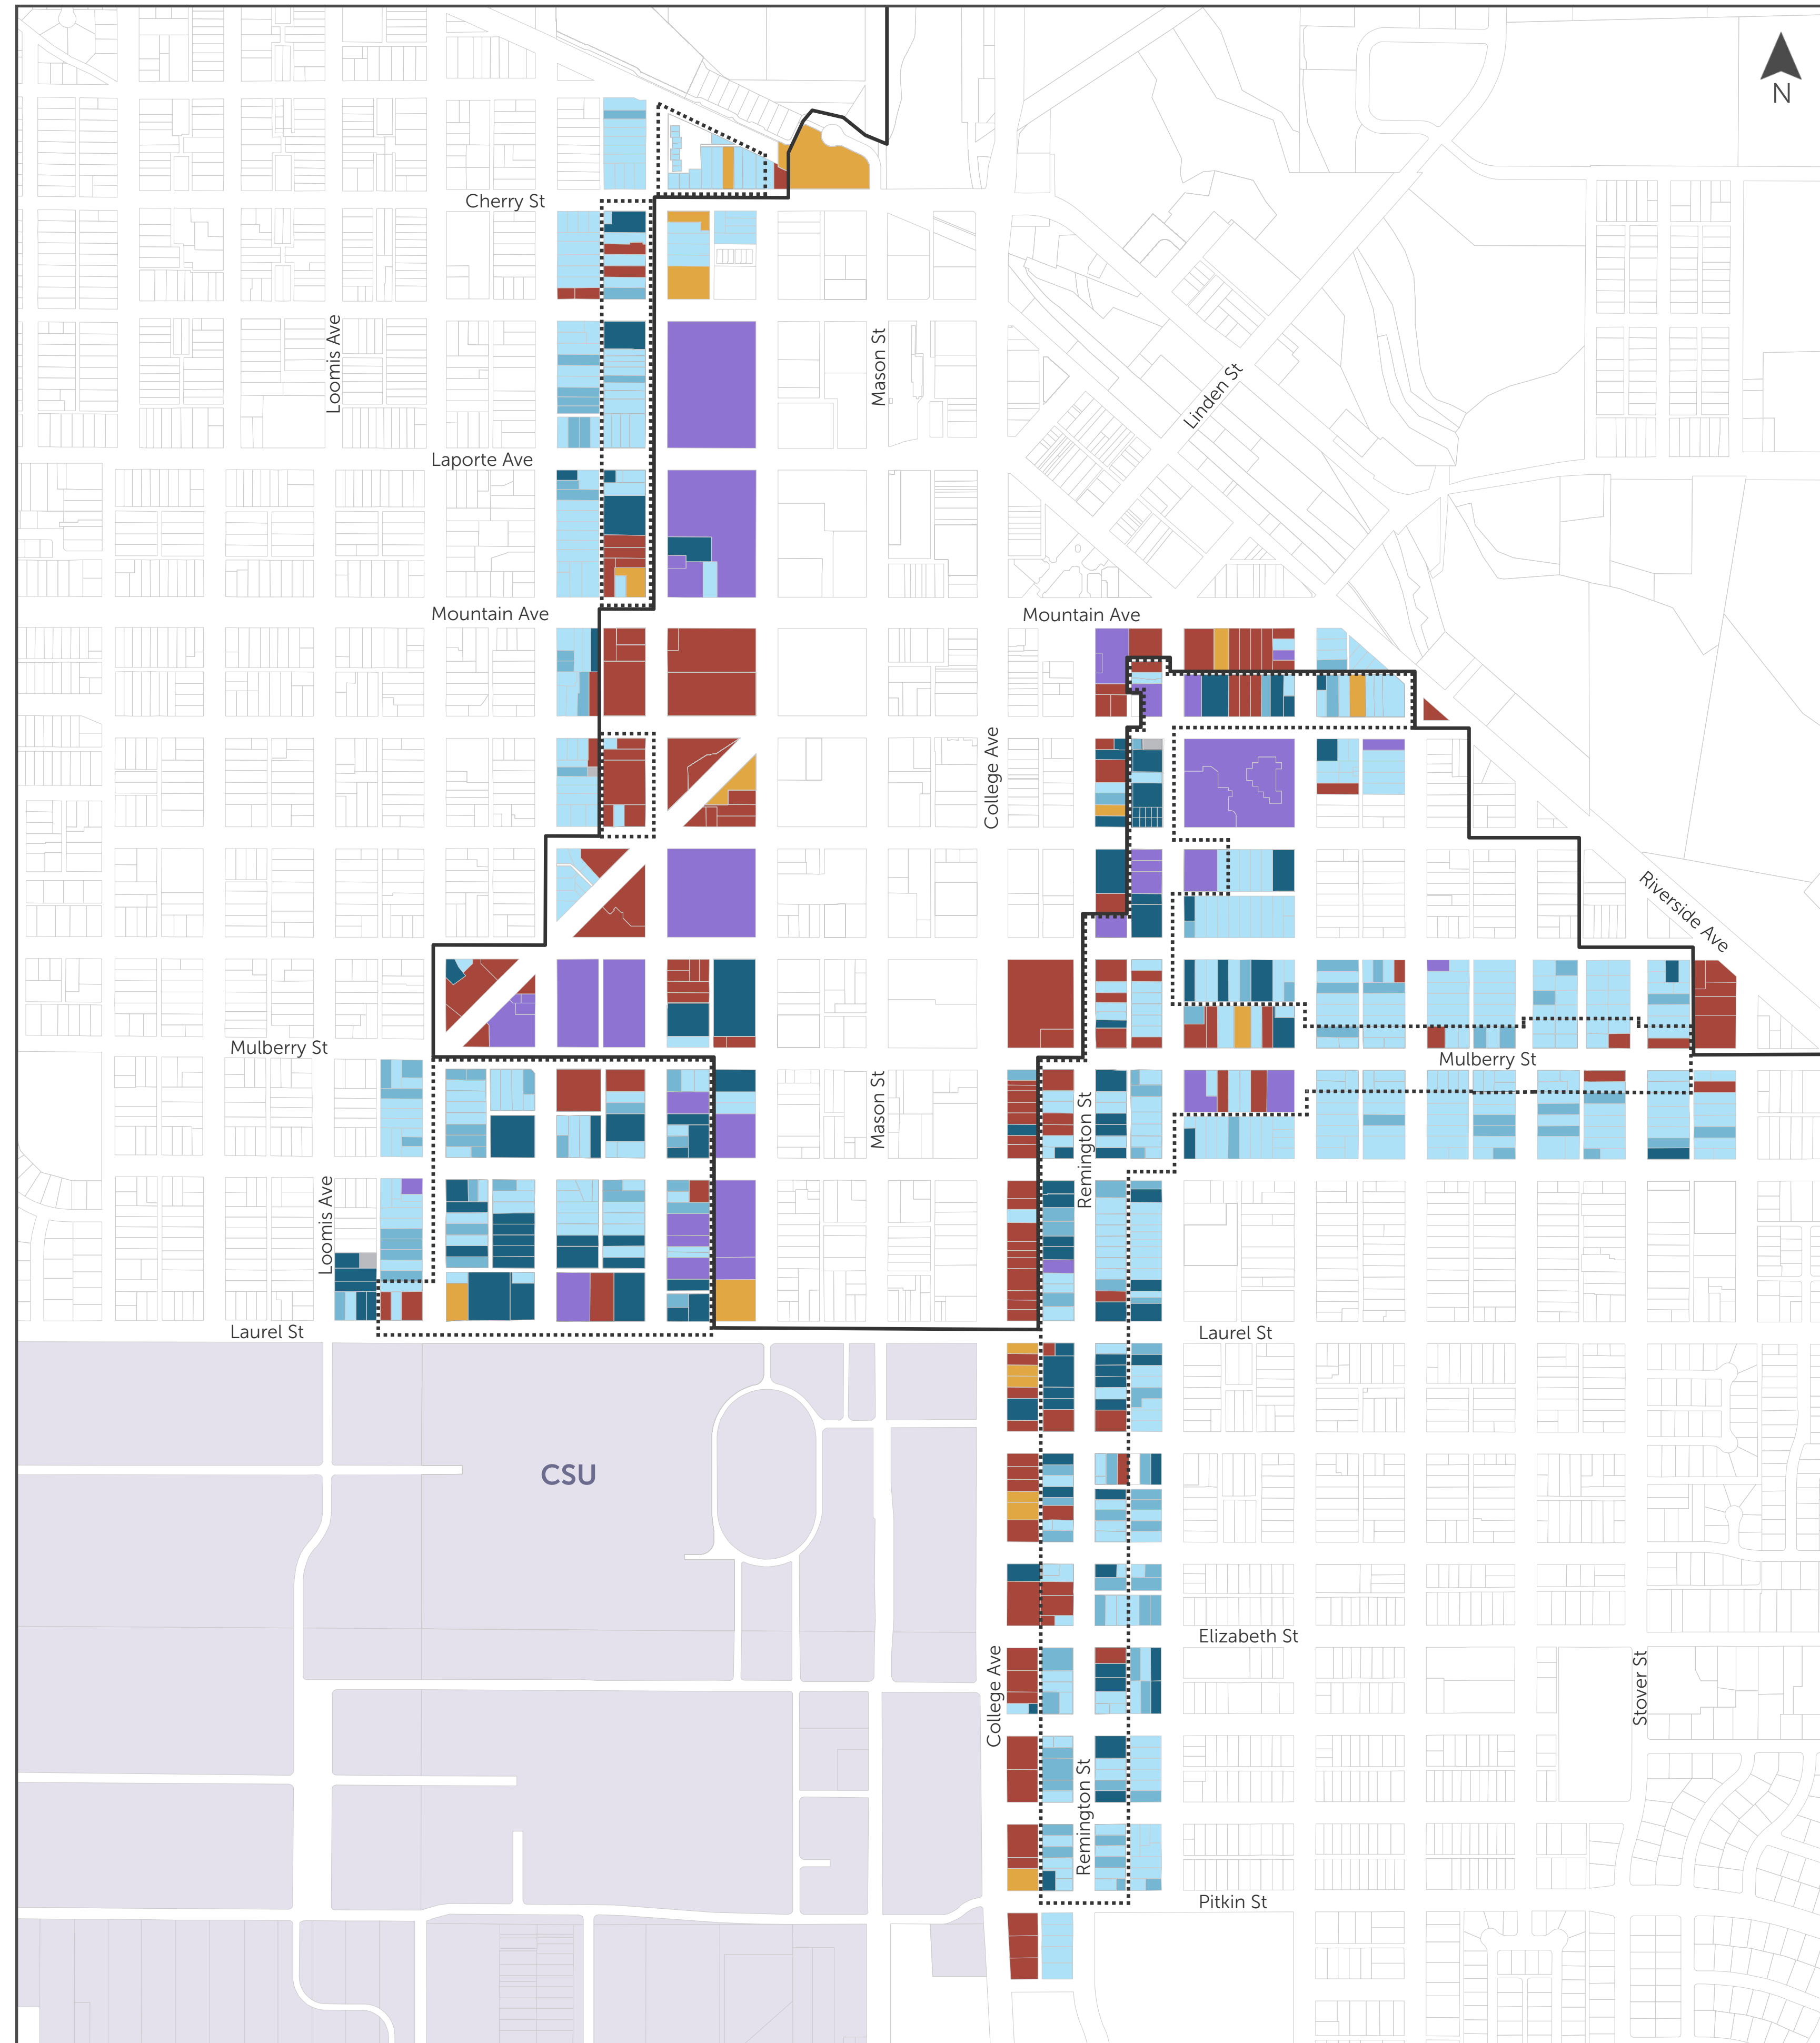 N
Cherry St
Loomis Ave
Mason St
Linden St
Laporte Ave
Mountain Ave
Mountain Ave
College Ave
Riverside Ave
Mulberry St
Mulberry St
Mason St
Remington St
Loomis Ave
Laurel St
Laurel St
CSU
Elizabeth St
College Ave
Stover St
Remington St
Pitkin St